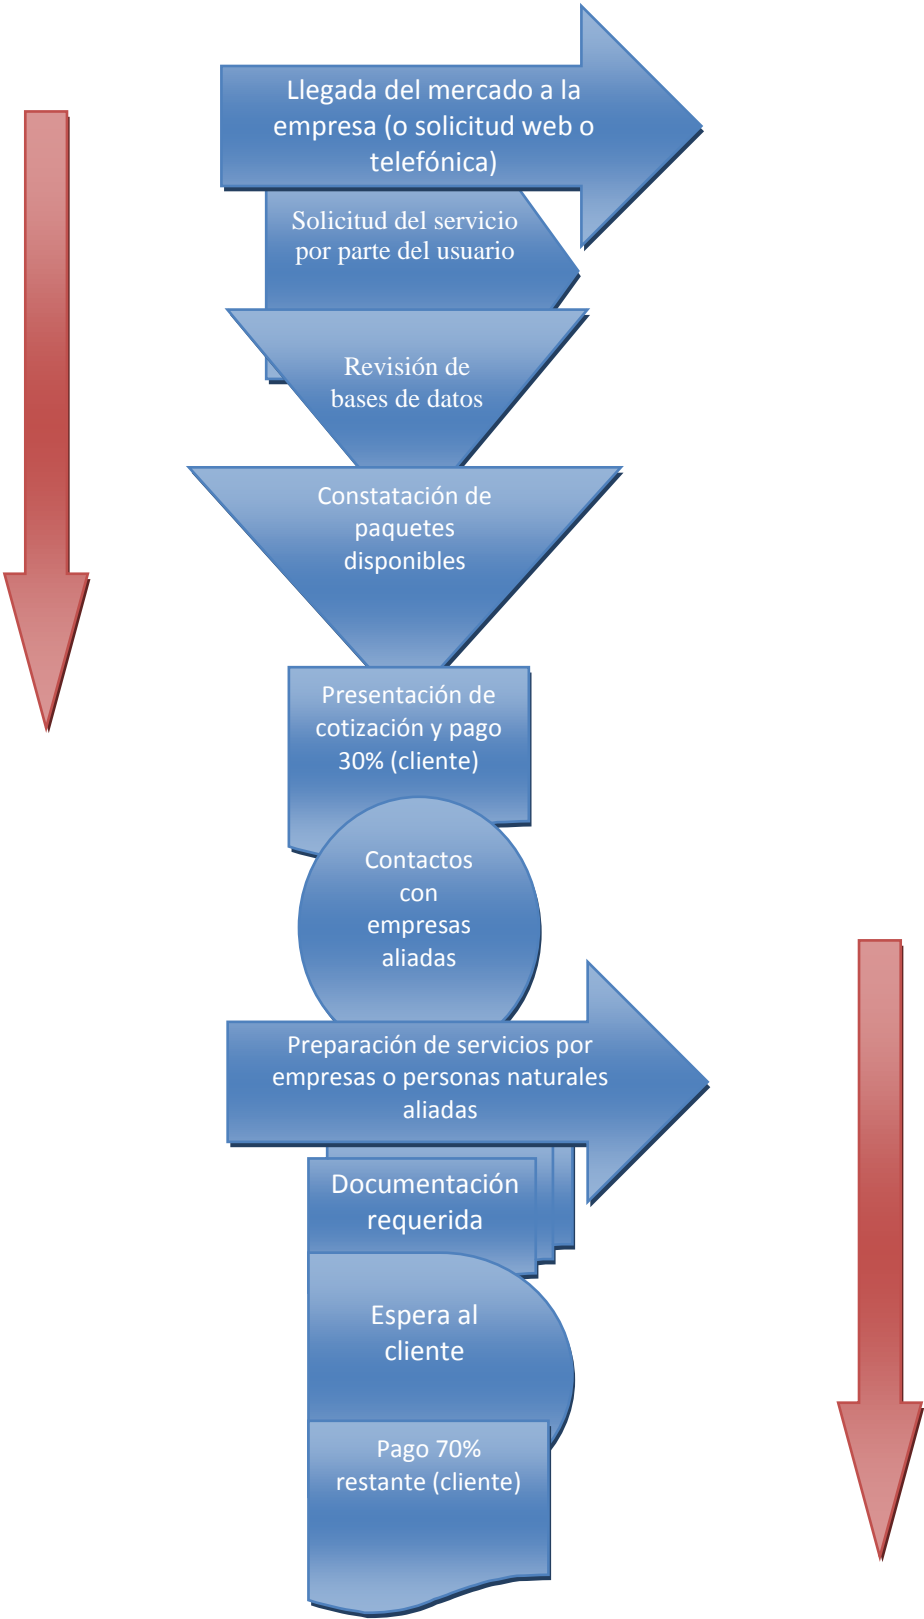 Llegada del mercado a la
empresa (o solicitud web o
telefónica)
Solicitud del servicio
por parte del usuario
Revisión de
bases de datos
Constatación de
paquetes
disponibles
Presentación de
cotización y pago
30% (cliente)
Contactos
con
empresas
aliadas
Preparación de servicios por
empresas o personas naturales
aliadas
Documentación
requerida
Espera al
cliente
Pago 70%
restante (cliente)